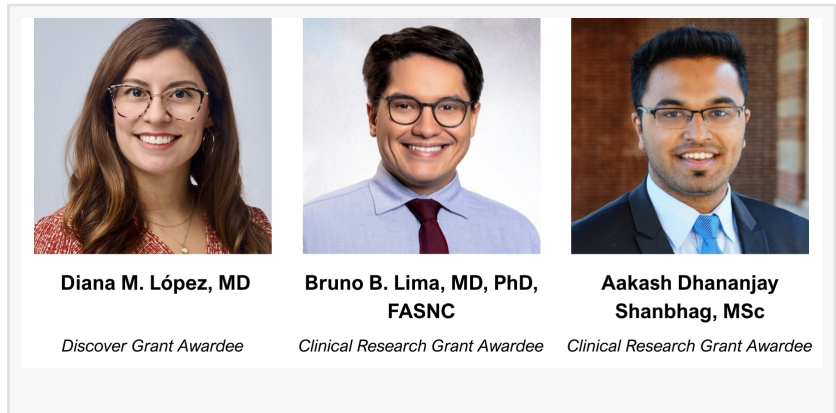 Diana M. López, MD
Discover Grant Awardee
Bruno B. Lima, MD, PhD,
FASNC
Clinical Research Grant Awardee
Aakash Dhananjay
Shanbhag, MSc
Clinical Research Grant Awardee